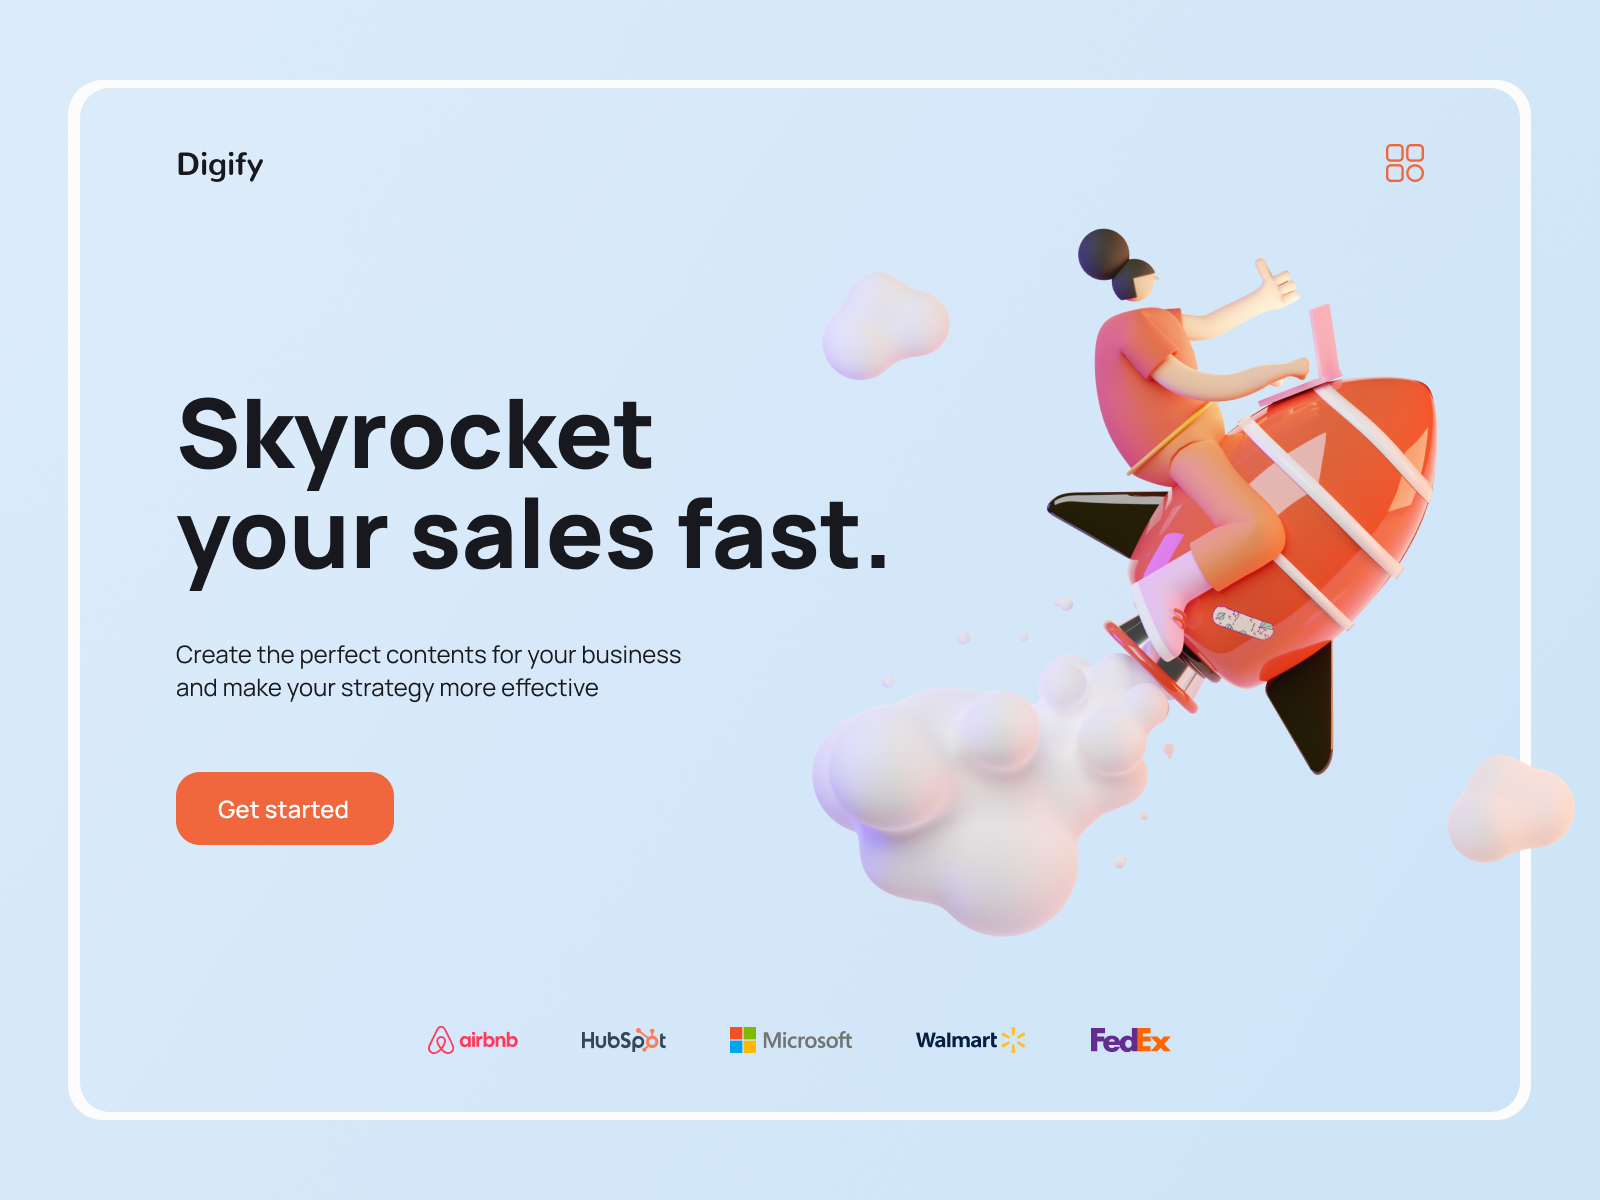 Digify
Skyrocket
your sales fast.
Create the perfect contents for your business
and make your strategy more effective
Get started
airbnb
HubSpot
Microsoft
Walmart
FedEx